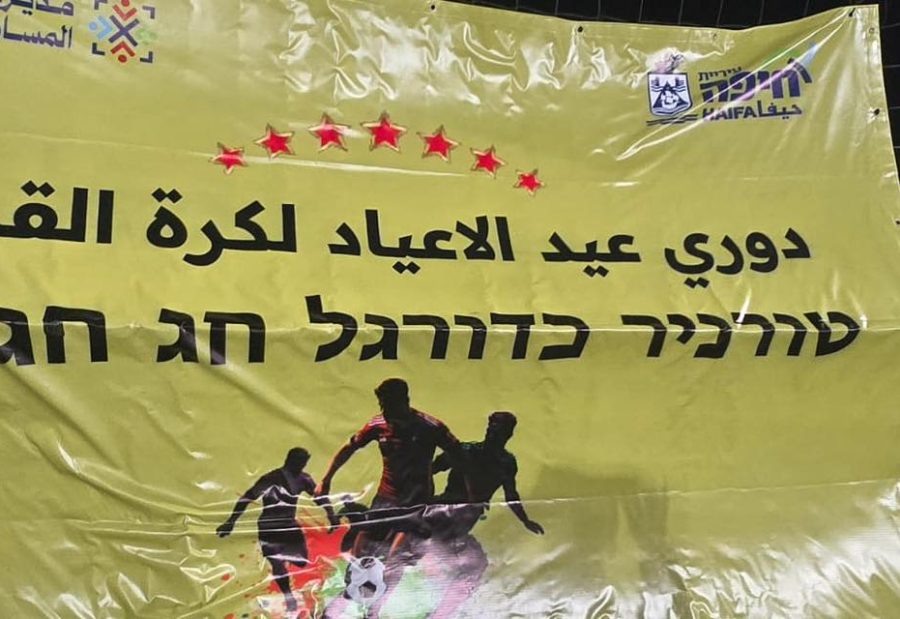 עיריית
חיפה
حيفا HAIFA
دوري عيد الاعياد لكرة
טורניר כדורגל חג